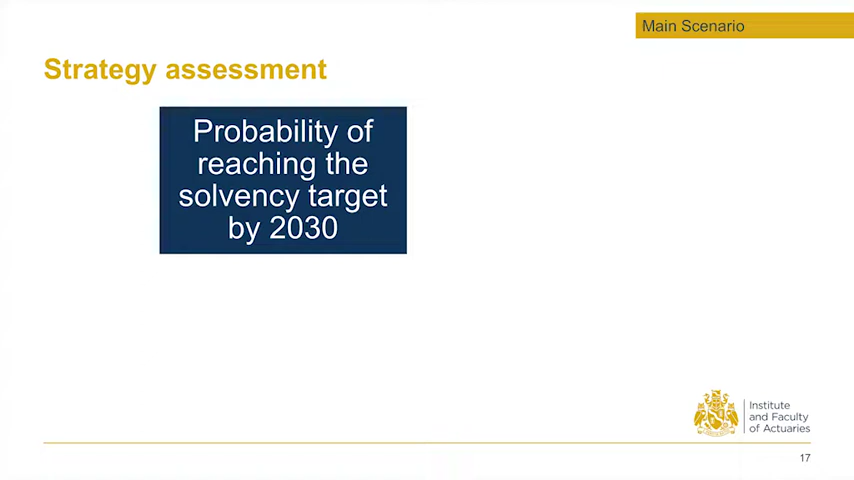 Main Scenario
Strategy assessment
Probability of
reaching the
solvency target
by 2030
Institute
and Faculty
of Actuaries
17